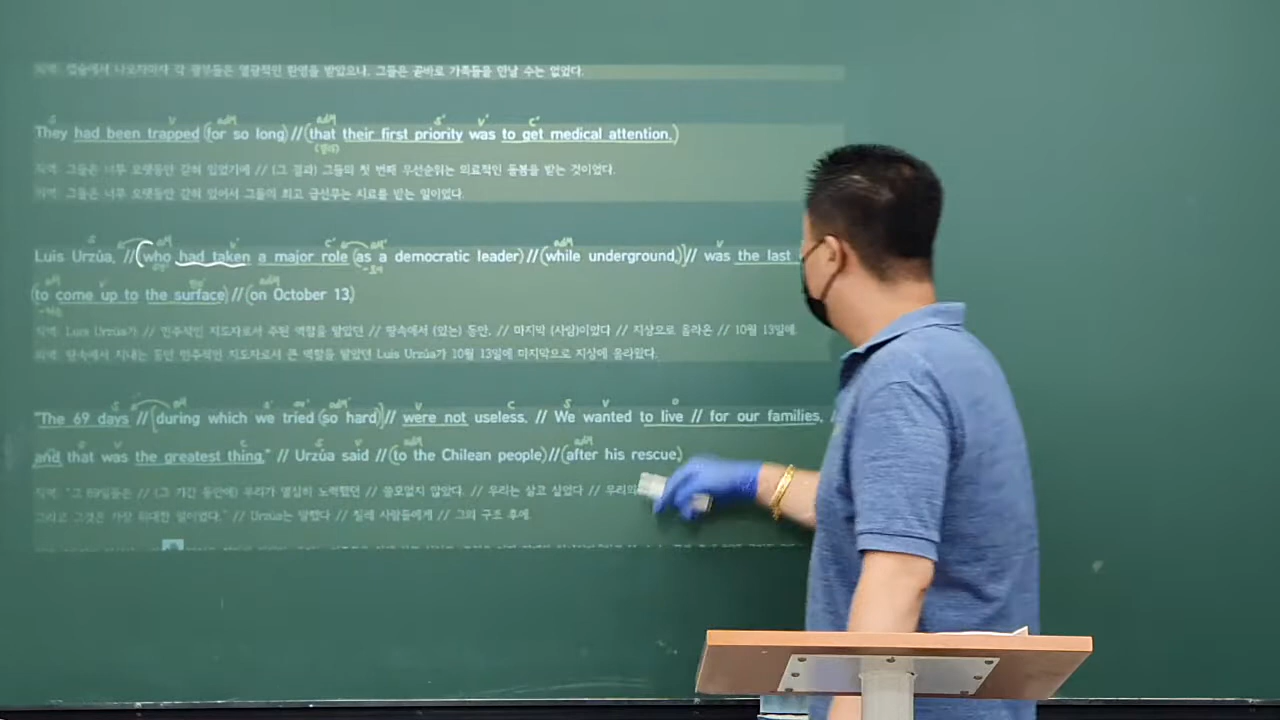 직역: 캡슐에서 나오자마자 각 광부들은 열광적인 환영을 받았으나, 그들은 곧바로 가족들을 만날 수는 없었다.
They had been trapped (for so long) // (that their first priority was to get medical attention.)
직역: 그들은 너무 오랫동안 갇혀 있었기에 // (그 결과) 그들의 첫 번째 우선순위는 의료적인 돌봄을 받는 것이었다.
의역: 그들은 너무 오랫동안 갇혀 있어서 그들의 최고 급선무는 치료를 받는 일이었다.
Luis Urzúa, // (who had taken a major role (as a democratic leader) // (while underground,)) // was the last
(to come up to the surface) // (on October 13.)
직역: Luis Urzúa가 // 민주적인 지도자로서 주된 역할을 맡았던 // 땅속에서 (있는) 동안, // 마지막 (사람)이었다 // 지상으로 올라온 // 10월 13일에.
의역: 땅속에서 지내는 동안 민주적인 지도자로서 큰 역할을 맡았던 Luis Urzúa가 10월 13일에 마지막으로 지상에 올라왔다.
"The 69 days // (during which we tried (so hard)) // were not useless, // We wanted to live // for our families, /
and that was the greatest thing," // Urzúa said // (to the Chilean people) // (after his rescue.)
직역: "그 69일들은 // (그 기간 동안에) 우리가 열심히 노력했던 // 쓸모없지 않았다. // 우리는 살고 싶었다 // 우리의
그리고 그것은 가장 위대한 일이었다." // Urzúa는 말했다 // 칠레 사람들에게 // 그의 구조 후에.